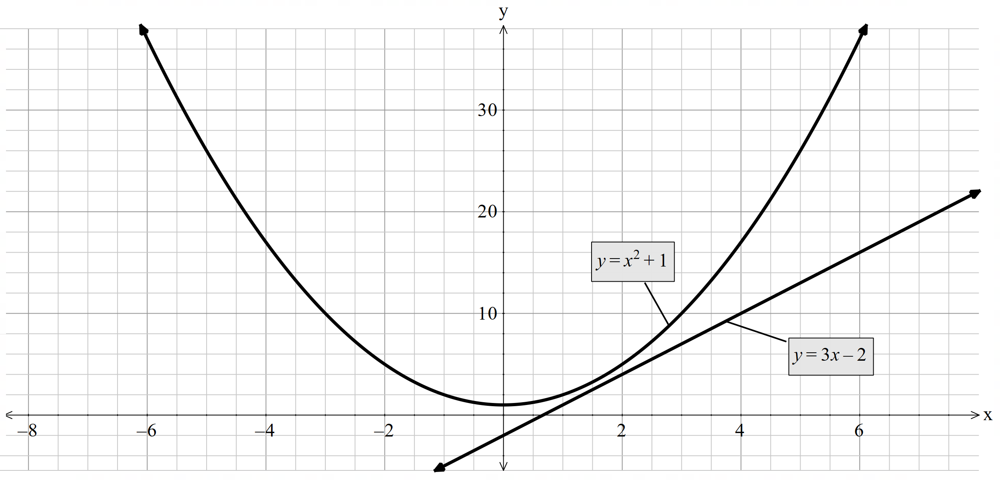 y
30
20
y = x² + 1
10
y = 3x – 2
x
–8 –6 –4 –2 2 4 6